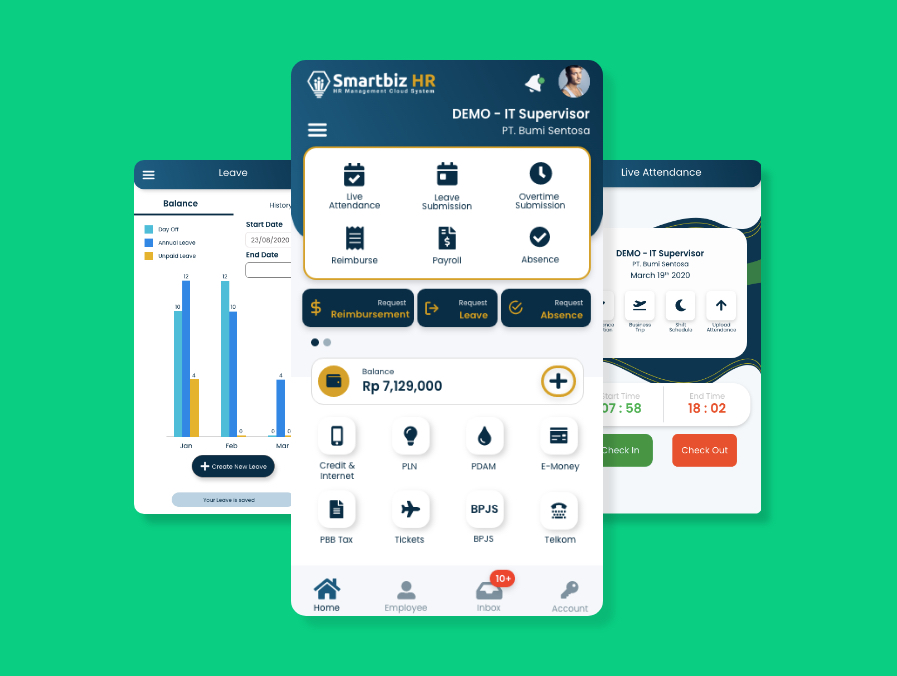 Leave
Balance
History
Day Off
Annual Leave
Unpaid Leave
Start Date
23/08/2020
End Date
12
10
4
12
10
0
0
4
0
Jan
Feb
Mar
Create New Leave
Your Leave is saved
Smartbiz HR
HR Management Cloud System
DEMO - IT Supervisor
PT. Bumi Sentosa
Live
Attendance
Leave
Submission
Overtime
Submission
Reimburse
Payroll
Absence
Request
Reimbursement
Request
Leave
Request
Absence
Balance
Rp 7,129,000
Credit &
Internet
PLN
PDAM
E-Money
PBB Tax
Tickets
BPJS
BPJS
Telkom
10+
Home
Employee
Inbox
Account
Live Attendance
DEMO - IT Supervisor
PT. Bumi Sentosa
March 19th 2020
Business
Trip
Shift
Schedule
Upload
Attendance
Start Time
07 : 58
End Time
18 : 02
Check In
Check Out